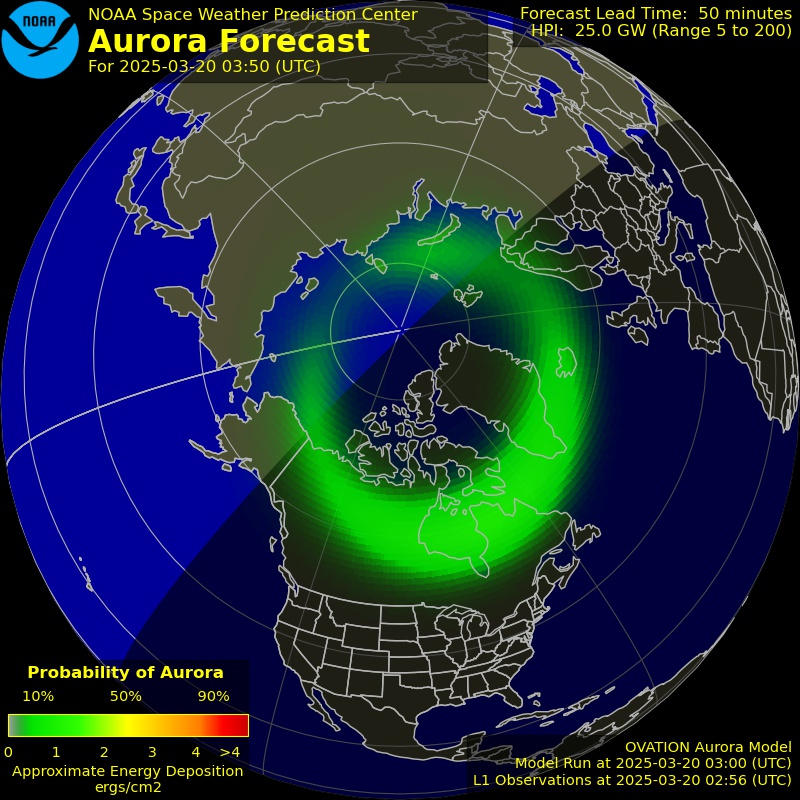 NOAA
NOAA Space Weather Prediction Center
Aurora Forecast
For 2025-03-20 03:50 (UTC)
Forecast Lead Time: 50 minutes
HPI: 25.0 GW (Range 5 to 200)
Probability of Aurora
10% 50% 90%
0 1 2 3 4 >4
Approximate Energy Deposition
ergs/cm2
OVATION Aurora Model
Model Run at 2025-03-20 03:00 (UTC)
L1 Observations at 2025-03-20 02:56 (UTC)